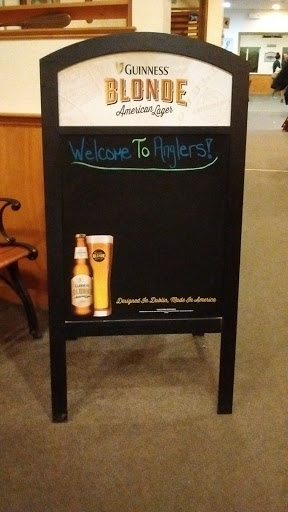 GUINNESS
BLONDE
American Lager
Welcome To Anglers!
Designed In Dublin, Made In America